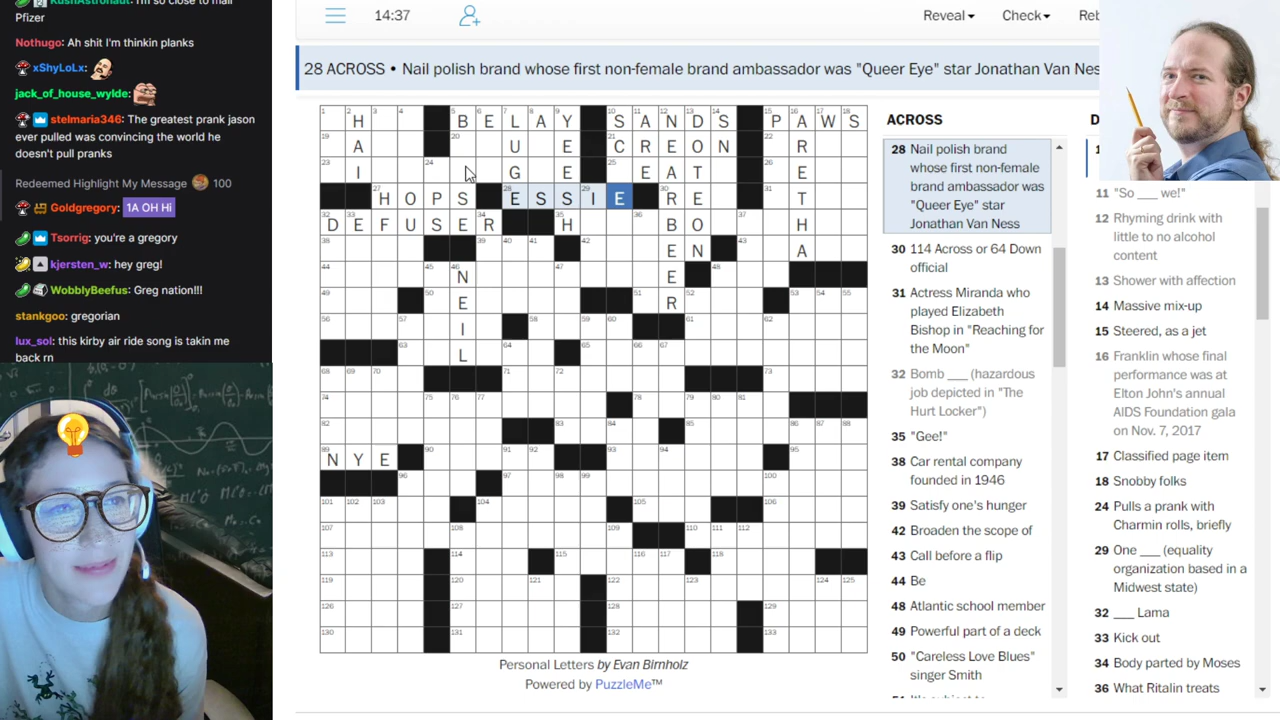 KushAstronaut: I'm so close to mail
Pfizer
Nothugo: Ah shit I'm thinkin planks
xShyLoLx:
jack_of_house_wylde:
stelmaria346: The greatest prank jason
ever pulled was convincing the world he
doesn't pull pranks
Redeemed Highlight My Message 100
Goldgregory: 1A OH Hi
Tsorrig: you're a gregory
kjersten_w: hey greg!
WobblyBeefus: Greg nation!!!
stankgoo: gregorian
lux_sol: this kirby air ride song is takin me
back rn
14:37
Reveal
Check
28 ACROSS • Nail polish brand whose first non-female brand ambassador was "Queer Eye" star Jonathan Van Ness
H BELAY SANDS PAWS
A U E CREON R
I G E EAT E
HOPS ESSIE R R T
DEFUSER H B O H
E N A
N E
E R
I
L
NYE
Personal Letters by Evan Birnholz
Powered by PuzzleMe™
ACROSS
28 Nail polish
brand whose first
non-female brand
ambassador was
"Queer Eye" star
Jonathan Van Ness
30 114 Across or 64 Down
official
31 Actress Miranda who
played Elizabeth
Bishop in "Reaching for
the Moon"
32 Bomb ___ (hazardous
job depicted in "The
Hurt Locker")
35 "Gee!"
38 Car rental company
founded in 1946
39 Satisfy one's hunger
42 Broaden the scope of
43 Call before a flip
44 Be
48 Atlantic school member
49 Powerful part of a deck
50 "Careless Love Blues"
singer Smith
11 "So ___ we!"
12 Rhyming drink with
little to no alcohol
content
13 Shower with affection
14 Massive mix-up
15 Steered, as a jet
16 Franklin whose final
performance was at
Elton John's annual
AIDS Foundation gala
on Nov. 7, 2017
17 Classified page item
18 Snobby folks
24 Pulls a prank with
Charmin rolls, briefly
29 One ___ (equality
organization based in a
Midwest state)
32 ___ Lama
33 Kick out
34 Body parted by Moses
36 What Ritalin treats